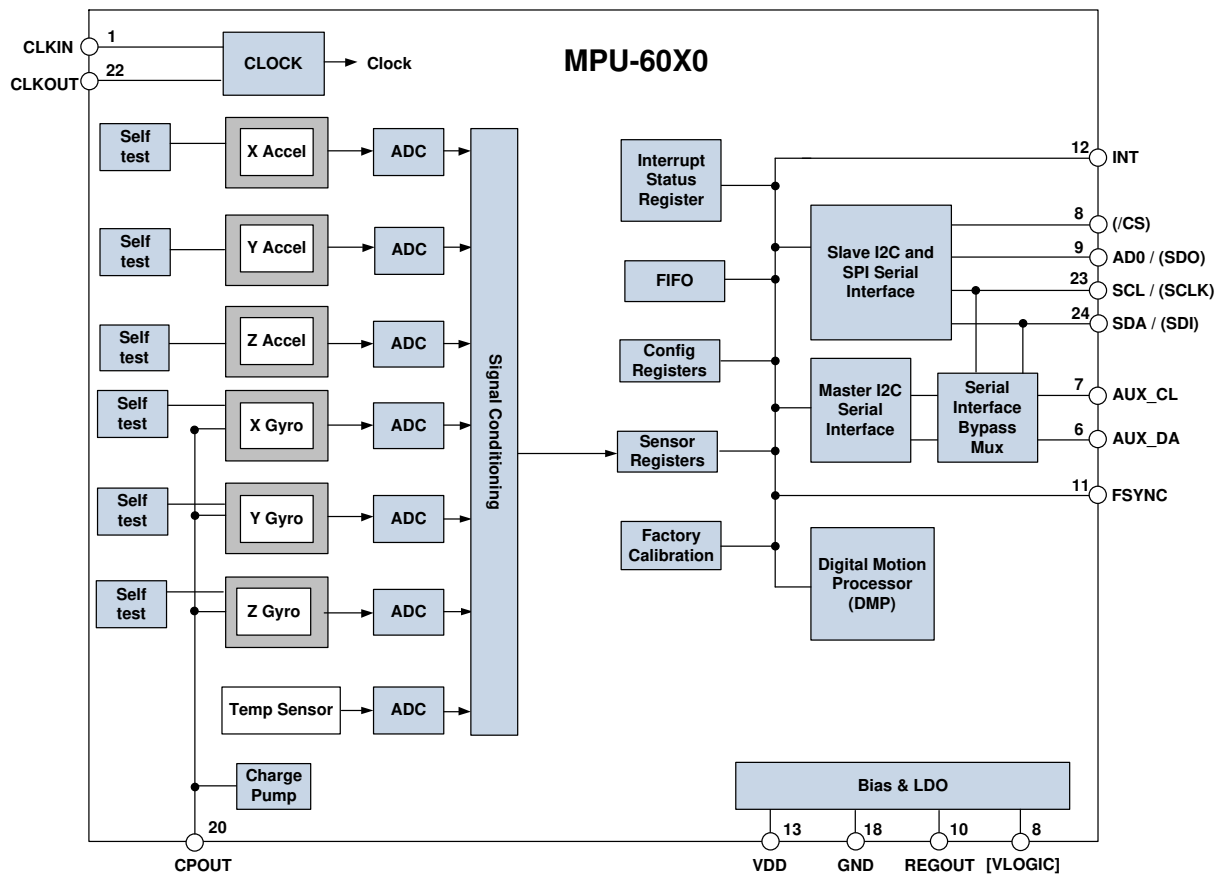 MPU-60X0
CLKIN
1
CLKOUT
22
CLOCK
Clock
Self
test
X Accel
ADC
Self
test
Y Accel
ADC
Self
test
Z Accel
ADC
Self
test
X Gyro
ADC
Self
test
Y Gyro
ADC
Self
test
Z Gyro
ADC
Temp Sensor
ADC
Signal Conditioning
Charge
Pump
20
CPOUT
Interrupt
Status
Register
FIFO
Config
Registers
Sensor
Registers
Factory
Calibration
Slave I2C and
SPI Serial
Interface
Master I2C
Serial
Interface
Serial
Interface
Bypass
Mux
Digital Motion
Processor
(DMP)
12
INT
8
(/CS)
9
AD0 / (SDO)
23
SCL / (SCLK)
24
SDA / (SDI)
7
AUX_CL
6
AUX_DA
11
FSYNC
Bias & LDO
13
18
10
8
VDD
GND
REGOUT
[VLOGIC]